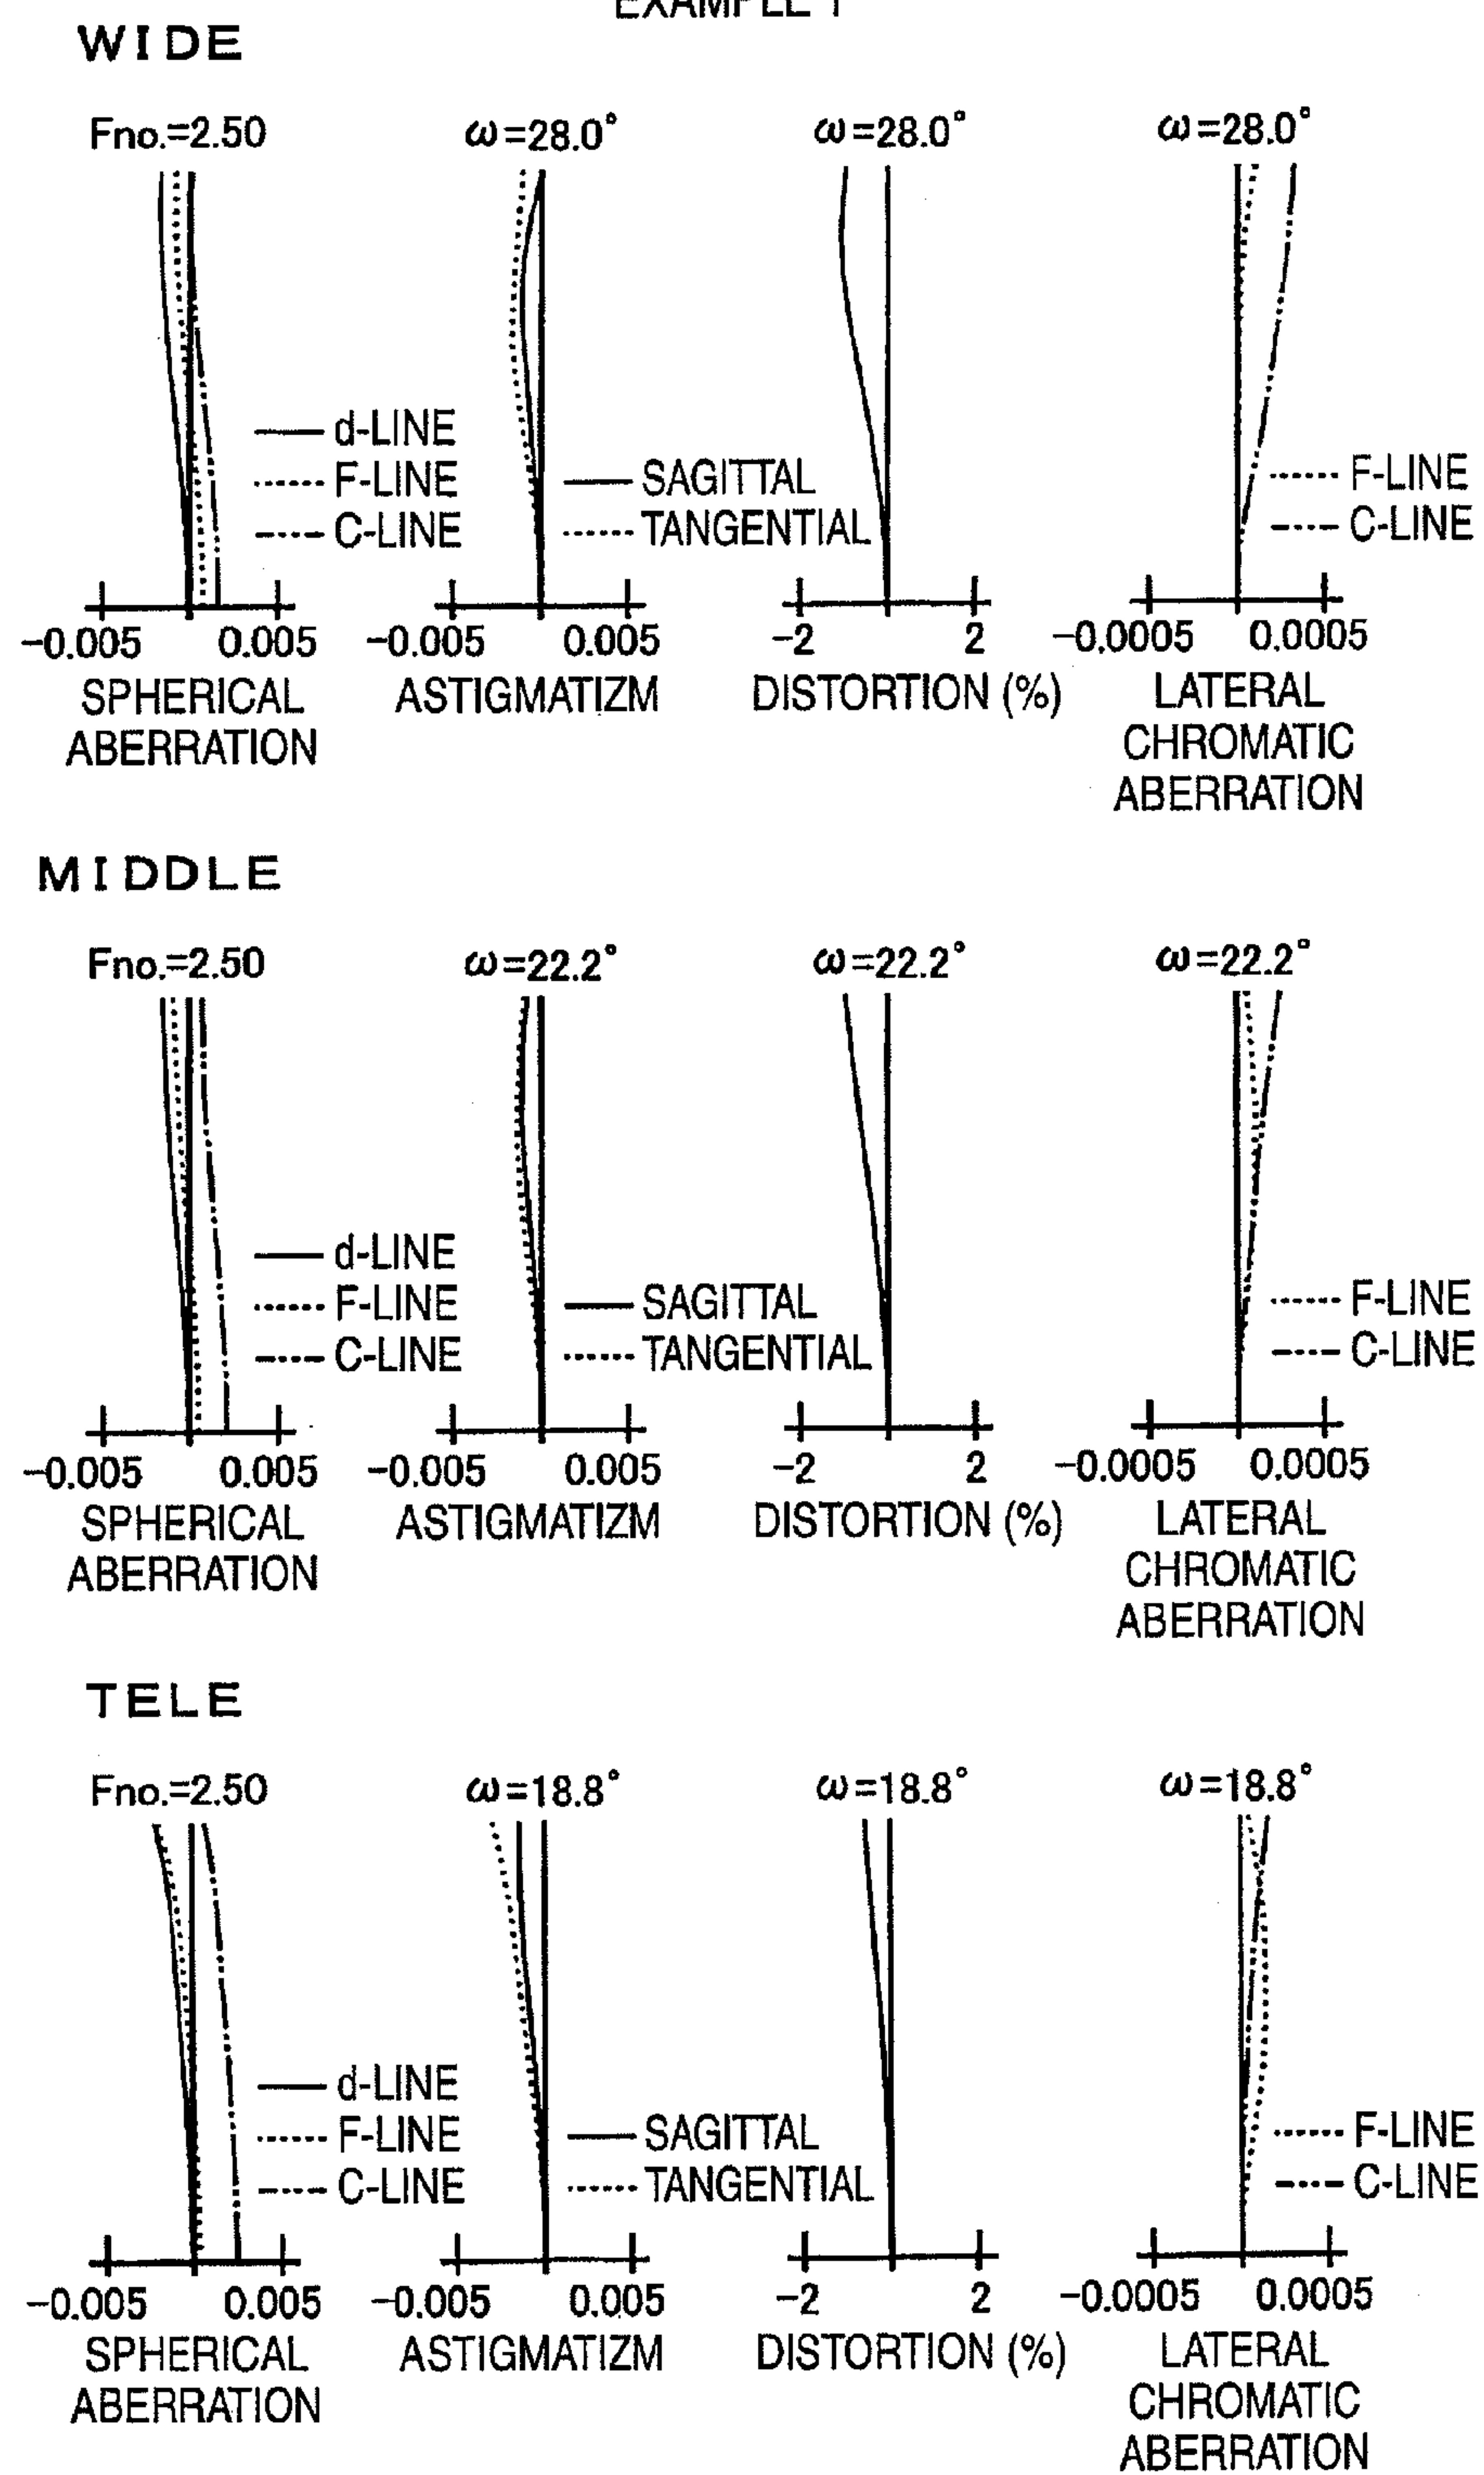 EXAMPLE 1
WIDE
Fno.=2.50 ω=28.0° ω=28.0° ω=28.0°
d-LINE
F-LINE
C-LINE
SAGITTAL
TANGENTIAL
F-LINE
C-LINE
−0.005 0.005 −0.005 0.005 −2 2 −0.0005 0.0005
SPHERICAL ABERRATION
ASTIGMATIZM
DISTORTION (%)
LATERAL CHROMATIC ABERRATION
MIDDLE
Fno.=2.50 ω=22.2° ω=22.2° ω=22.2°
d-LINE
F-LINE
C-LINE
SAGITTAL
TANGENTIAL
F-LINE
C-LINE
−0.005 0.005 −0.005 0.005 −2 2 −0.0005 0.0005
SPHERICAL ABERRATION
ASTIGMATIZM
DISTORTION (%)
LATERAL CHROMATIC ABERRATION
TELE
Fno.=2.50 ω=18.8° ω=18.8° ω=18.8°
d-LINE
F-LINE
C-LINE
SAGITTAL
TANGENTIAL
F-LINE
C-LINE
−0.005 0.005 −0.005 0.005 −2 2 −0.0005 0.0005
SPHERICAL ABERRATION
ASTIGMATIZM
DISTORTION (%)
LATERAL CHROMATIC ABERRATION